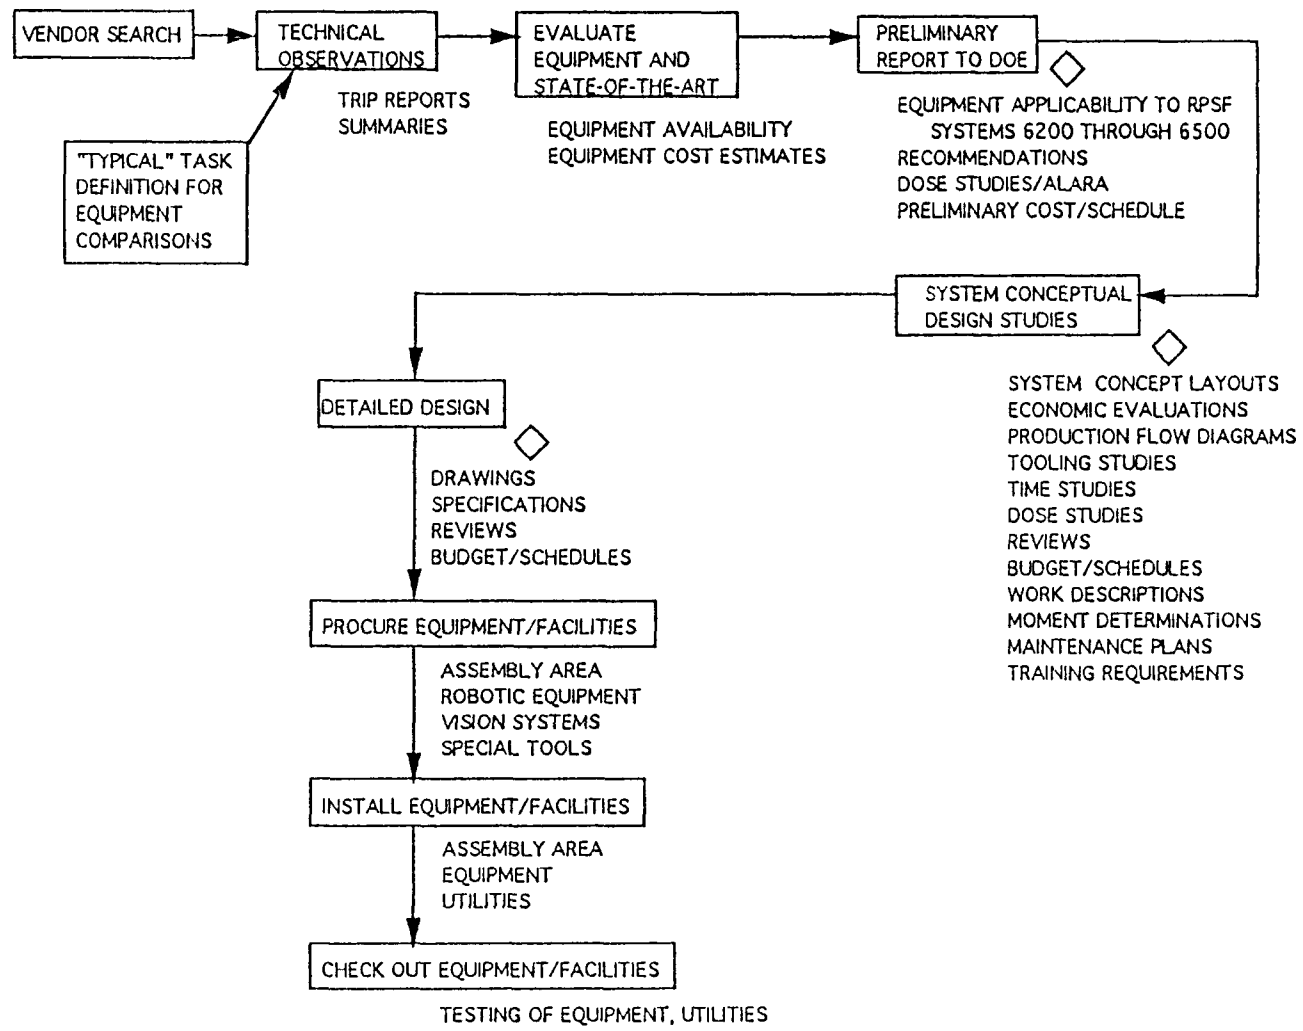 VENDOR SEARCH
TECHNICAL
OBSERVATIONS
TRIP REPORTS
SUMMARIES
"TYPICAL" TASK
DEFINITION FOR
EQUIPMENT
COMPARISONS
EVALUATE
EQUIPMENT AND
STATE-OF-THE-ART
EQUIPMENT AVAILABILITY
EQUIPMENT COST ESTIMATES
PRELIMINARY
REPORT TO DOE
EQUIPMENT APPLICABILITY TO RPSF
SYSTEMS 6200 THROUGH 6500
RECOMMENDATIONS
DOSE STUDIES/ALARA
PRELIMINARY COST/SCHEDULE
SYSTEM CONCEPTUAL
DESIGN STUDIES
SYSTEM CONCEPT LAYOUTS
ECONOMIC EVALUATIONS
PRODUCTION FLOW DIAGRAMS
TOOLING STUDIES
TIME STUDIES
DOSE STUDIES
REVIEWS
BUDGET/SCHEDULES
WORK DESCRIPTIONS
MOMENT DETERMINATIONS
MAINTENANCE PLANS
TRAINING REQUIREMENTS
DETAILED DESIGN
DRAWINGS
SPECIFICATIONS
REVIEWS
BUDGET/SCHEDULES
PROCURE EQUIPMENT/FACILITIES
ASSEMBLY AREA
ROBOTIC EQUIPMENT
VISION SYSTEMS
SPECIAL TOOLS
INSTALL EQUIPMENT/FACILITIES
ASSEMBLY AREA
EQUIPMENT
UTILITIES
CHECK OUT EQUIPMENT/FACILITIES
TESTING OF EQUIPMENT, UTILITIES